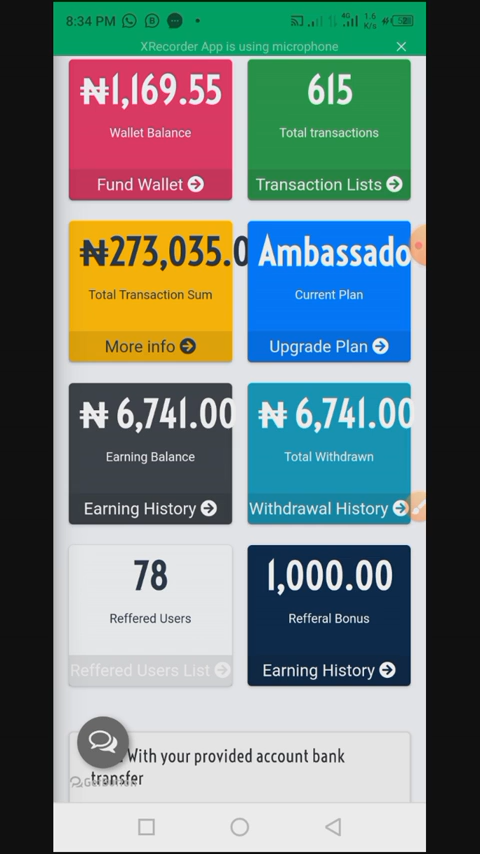 8:34 PM
4G 1.6 K/s
XRecorder App is using microphone
₦1,169.55
Wallet Balance
Fund Wallet
615
Total transactions
Transaction Lists
₦273,035.0
Total Transaction Sum
More info
Ambassado
Current Plan
Upgrade Plan
₦ 6,741.00
Earning Balance
Earning History
₦ 6,741.00
Total Withdrawn
Withdrawal History
78
Reffered Users
Reffered Users List
1,000.00
Refferal Bonus
Earning History
With your provided account bank
transfer